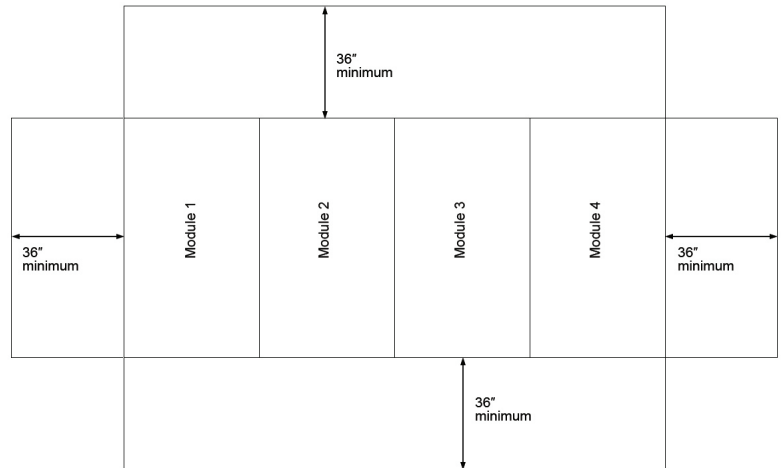 36″
minimum
Module 1
Module 2
Module 3
Module 4
36″
minimum
36″
minimum
36″
minimum